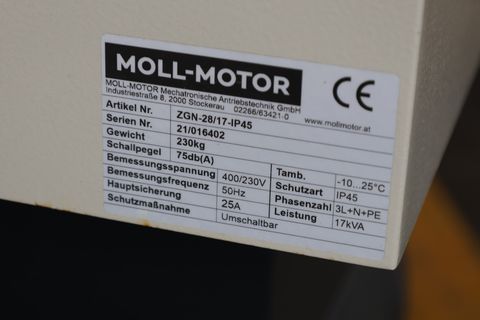 MOLL-MOTOR
CE
MOLL-MOTOR Mechatronische Antriebstechnik GmbH
Industriestraße 8, 2000 Stockerau 02266/63421-0
www.mollmotor.at
Artikel Nr. ZGN-28/17-IP45
Serien Nr. 21/016402
Gewicht 230kg
Schallpegel 75db(A)
Bemessungsspannung 400/230V Tamb. -10...25°C
Bemessungsfrequenz 50Hz Schutzart IP45
Hauptsicherung 25A Phasenzahl 3L+N+PE
Schutzmaßnahme Umschaltbar Leistung 17kVA